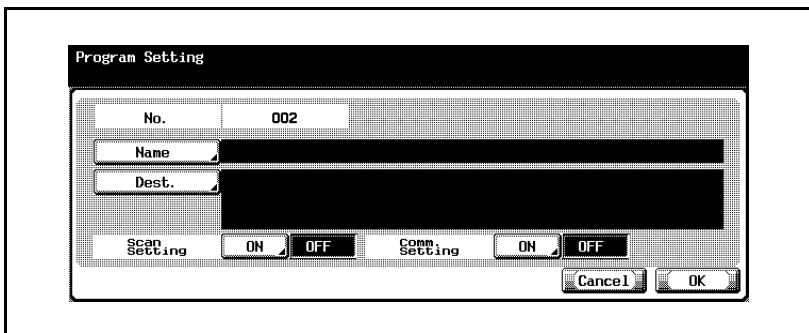 Program Setting
No. 002
Name
Dest.
Scan Setting ON OFF Comm. Setting ON OFF
Cancel OK